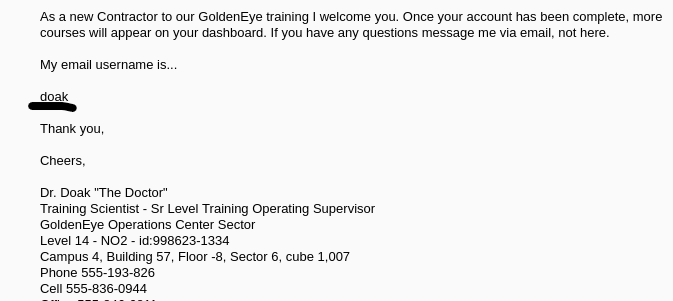 As a new Contractor to our GoldenEye training I welcome you. Once your account has been complete, more
courses will appear on your dashboard. If you have any questions message me via email, not here.
My email username is...
doak
Thank you,
Cheers,
Dr. Doak "The Doctor"
Training Scientist - Sr Level Training Operating Supervisor
GoldenEye Operations Center Sector
Level 14 - NO2 - id:998623-1334
Campus 4, Building 57, Floor -8, Sector 6, cube 1,007
Phone 555-193-826
Cell 555-836-0944